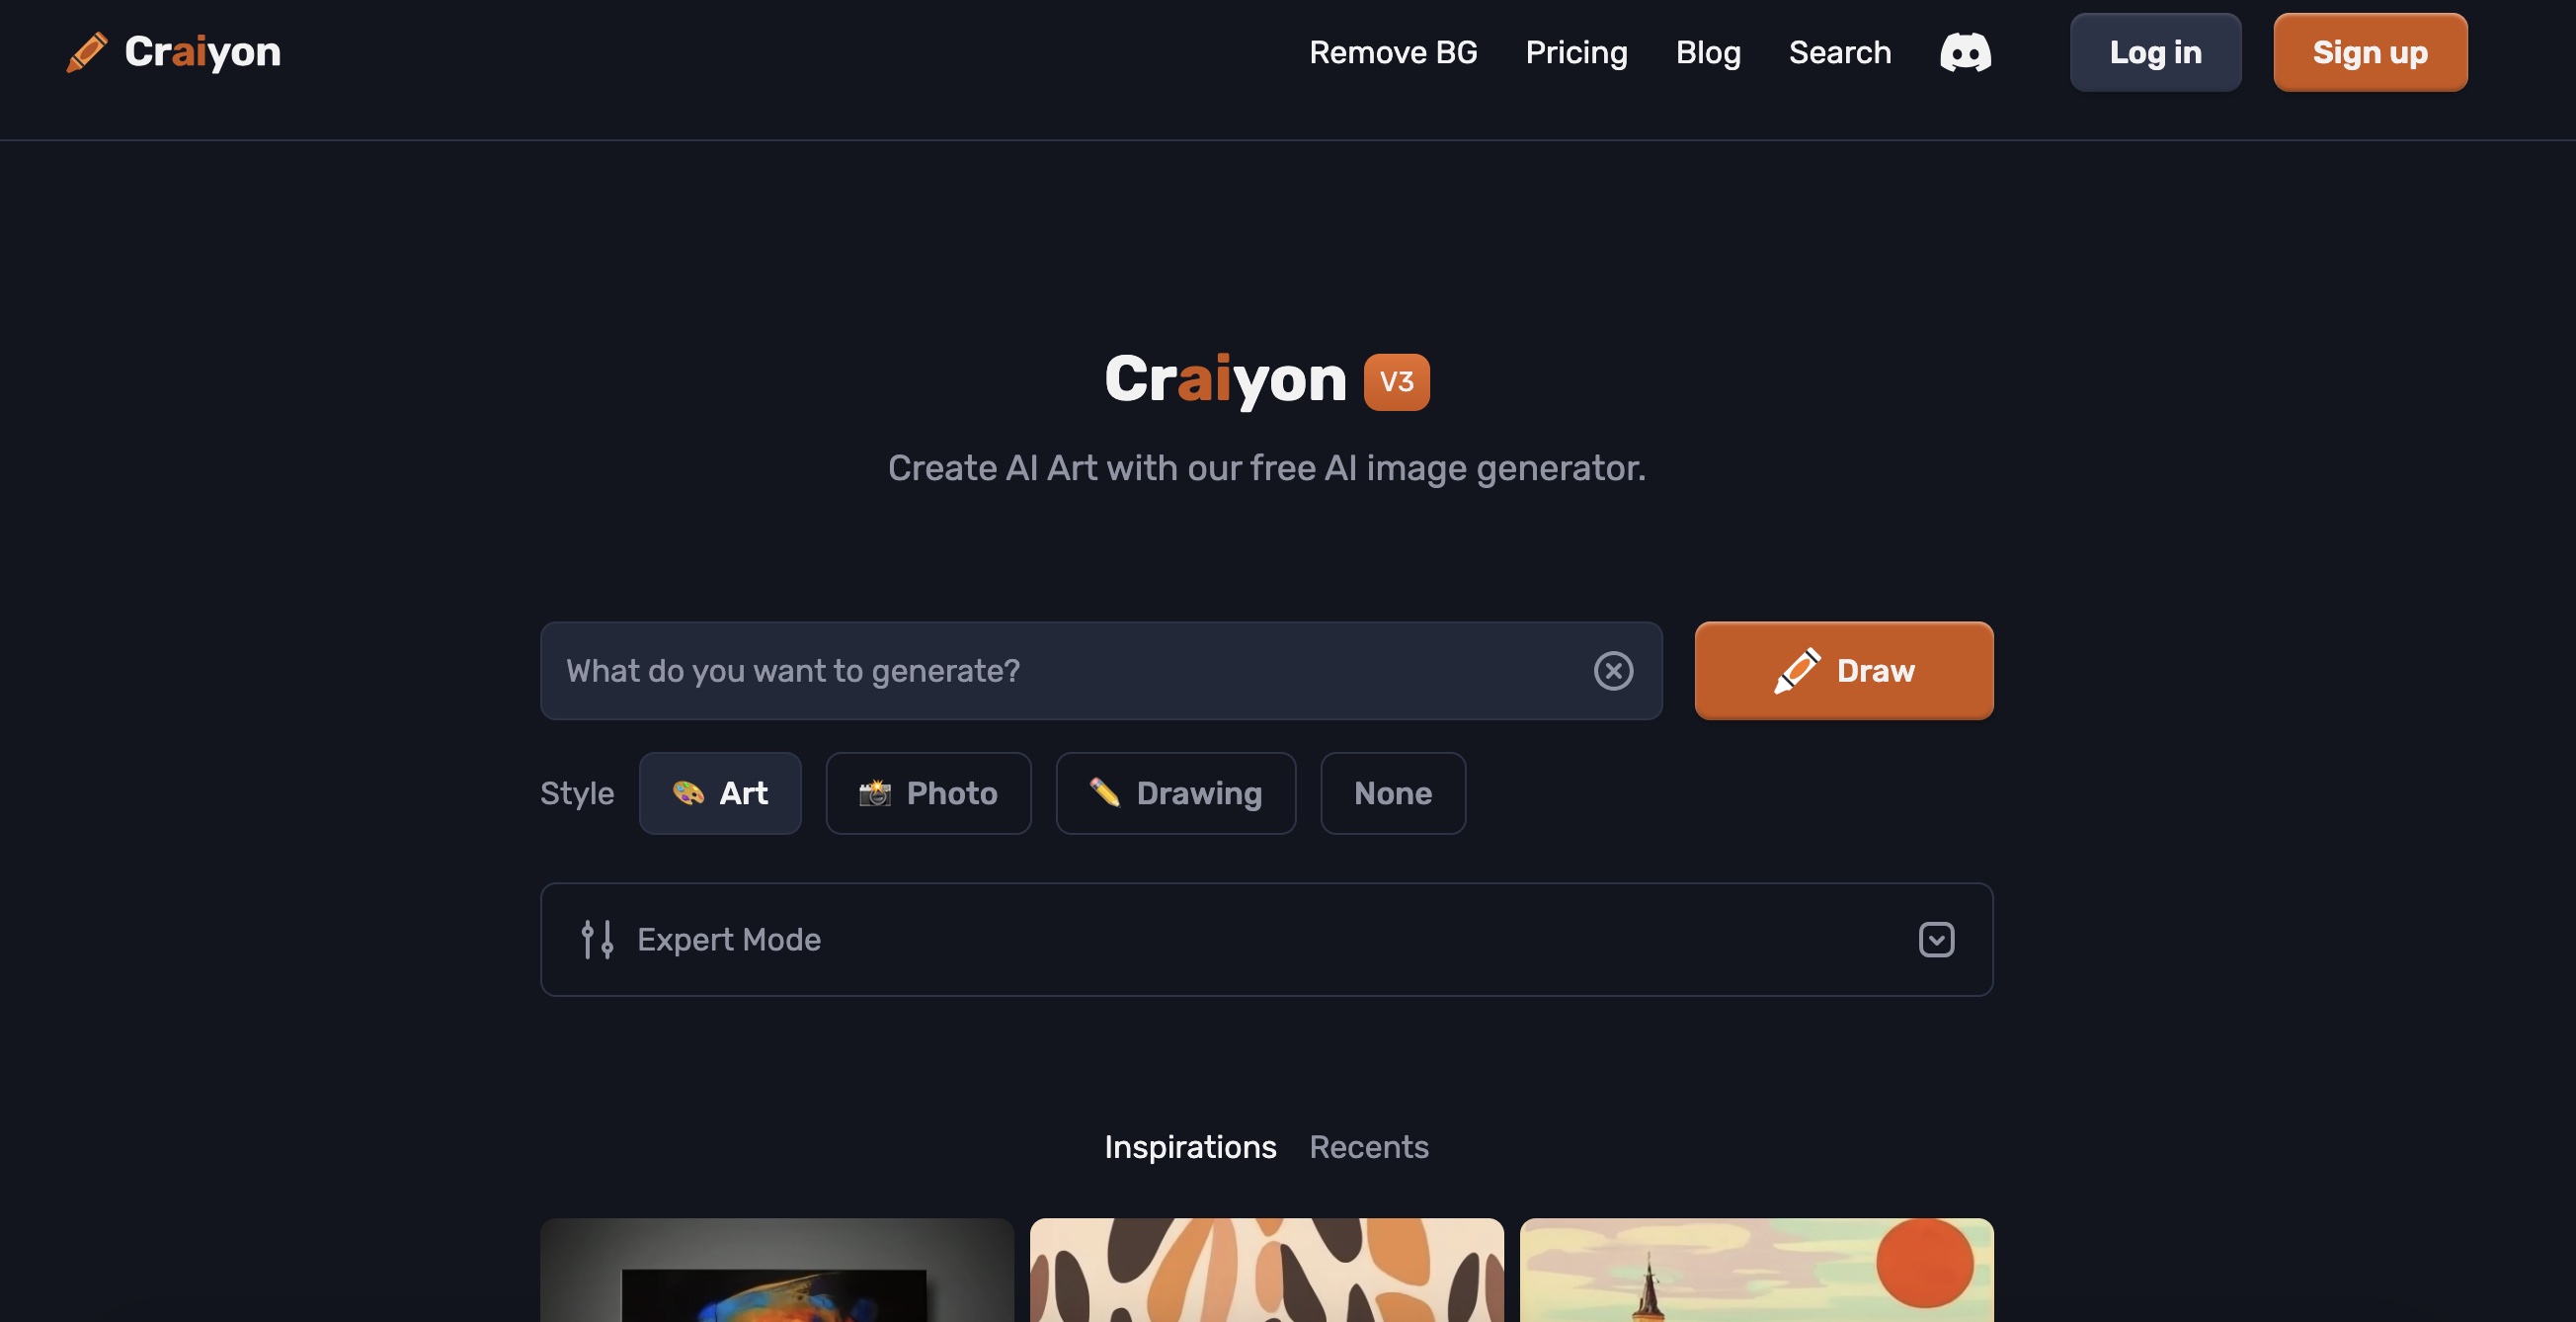 Craiyon
Remove BG
Pricing
Blog
Search
Log in
Sign up
Craiyon V3
Create AI Art with our free AI image generator.
What do you want to generate?
Draw
Style
Art
Photo
Drawing
None
Expert Mode
Inspirations
Recents